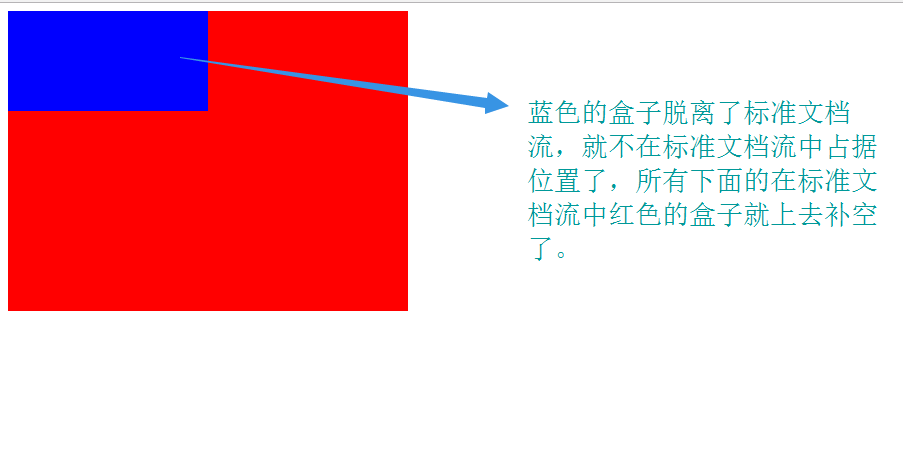 蓝色的盒子脱离了标准文档
流，就不在标准文档流中占据
位置了，所有下面的在标准文
档流中红色的盒子就上去补空
了。